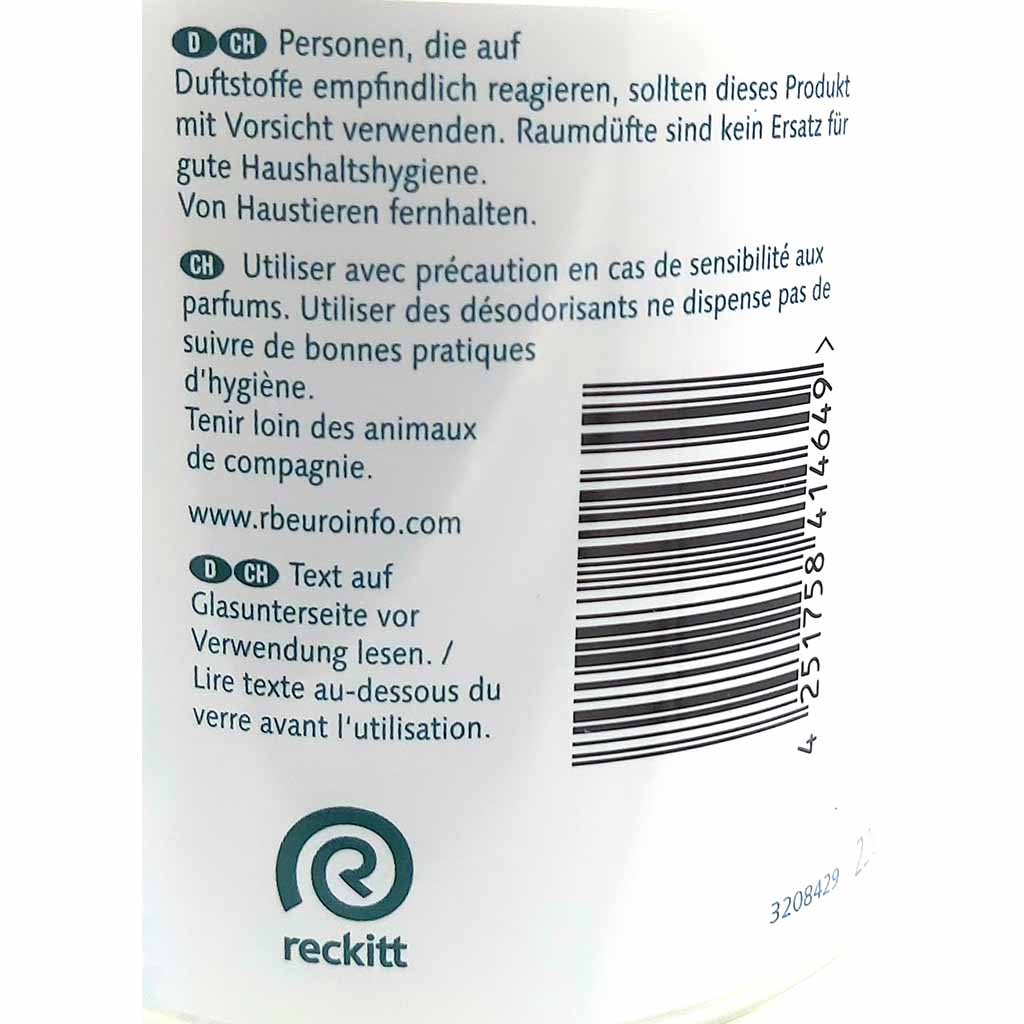 D CH Personen, die auf
Duftstoffe empfindlich reagieren, sollten dieses Produkt
mit Vorsicht verwenden. Raumdüfte sind kein Ersatz für
gute Haushaltshygiene.
Von Haustieren fernhalten.
CH Utiliser avec précaution en cas de sensibilité aux
parfums. Utiliser des désodorisants ne dispense pas de
suivre de bonnes pratiques
d'hygiène.
Tenir loin des animaux
de compagnie.
www.rbeuroinfo.com
D CH Text auf
Glasunterseite vor
Verwendung lesen. /
Lire texte au-dessous du
verre avant l'utilisation.
4 251758 414649 >
reckitt
3208429